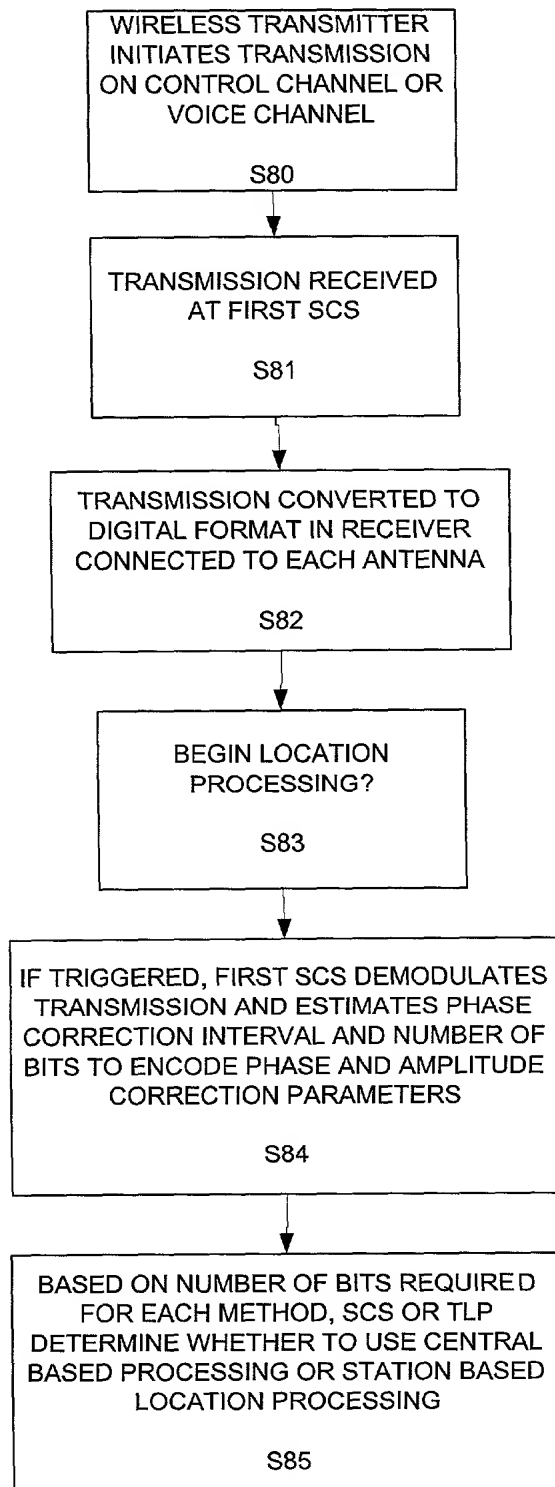 WIRELESS TRANSMITTER
INITIATES TRANSMISSION
ON CONTROL CHANNEL OR
VOICE CHANNEL
S80
TRANSMISSION RECEIVED
AT FIRST SCS
S81
TRANSMISSION CONVERTED TO
DIGITAL FORMAT IN RECEIVER
CONNECTED TO EACH ANTENNA
S82
BEGIN LOCATION
PROCESSING?
S83
IF TRIGGERED, FIRST SCS DEMODULATES
TRANSMISSION AND ESTIMATES PHASE
CORRECTION INTERVAL AND NUMBER OF
BITS TO ENCODE PHASE AND AMPLITUDE
CORRECTION PARAMETERS
S84
BASED ON NUMBER OF BITS REQUIRED
FOR EACH METHOD, SCS OR TLP
DETERMINE WHETHER TO USE CENTRAL
BASED PROCESSING OR STATION BASED
LOCATION PROCESSING
S85